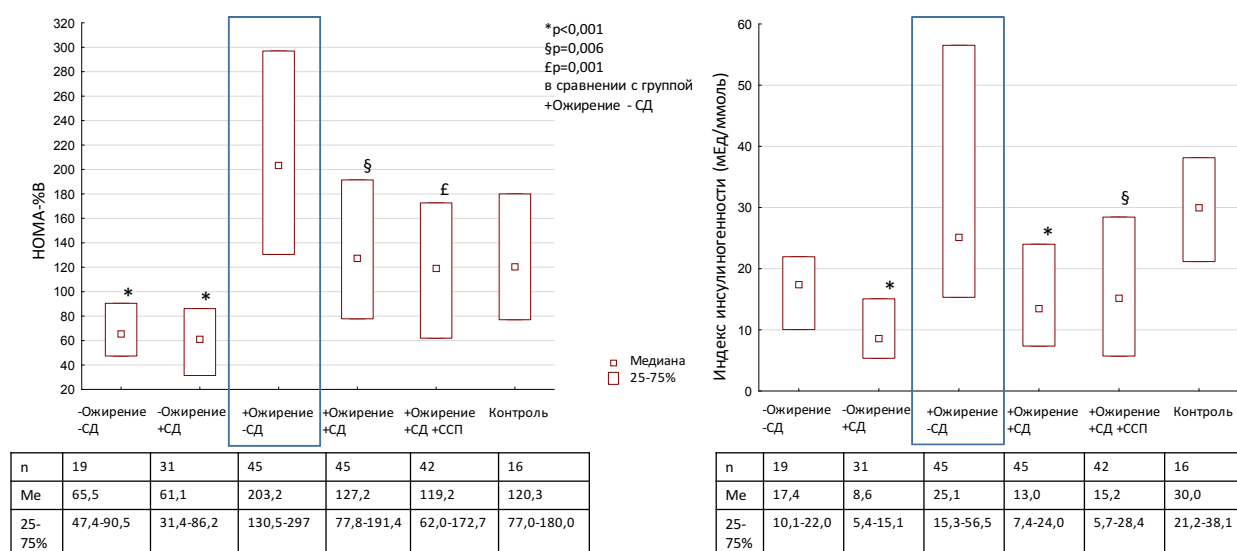 320
300
280
260
240
220
200
180
160
140
120
100
80
60
40
20
HOMA-%B
* * § £
*p<0,001
§p=0,006
£p=0,001
в сравнении с группой
+Ожирение - СД
Медиана
25-75%
-Ожирение -Ожирение +Ожирение +Ожирение +Ожирение Контроль
-СД +СД -СД +СД +СД +ССП
n 19 31 45 45 42 16
Me 65,5 61,1 203,2 127,2 119,2 120,3
25- 47,4-90,5 31,4-86,2 130,5-297 77,8-191,4 62,0-172,7 77,0-180,0
75%
60
50
40
30
20
10
0
Индекс инсулиногенности (мЕд/ммоль)
* * §
-Ожирение -Ожирение +Ожирение +Ожирение +Ожирение Контроль
-СД +СД -СД +СД +СД +ССП
n 19 31 45 45 42 16
Me 17,4 8,6 25,1 13,0 15,2 30,0
25- 10,1-22,0 5,4-15,1 15,3-56,5 7,4-24,0 5,7-28,4 21,2-38,1
75%